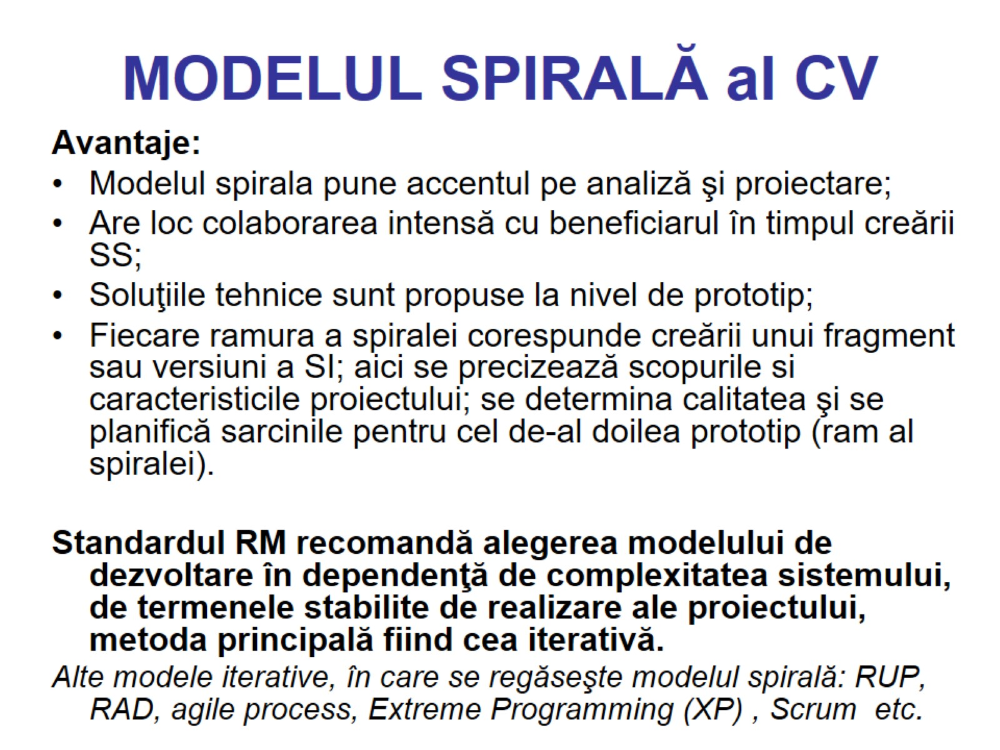 MODELUL SPIRALĂ al CV
Avantaje:
• Modelul spirala pune accentul pe analiză şi proiectare;
• Are loc colaborarea intensă cu beneficiarul în timpul creării
SS;
• Soluţiile tehnice sunt propuse la nivel de prototip;
• Fiecare ramura a spiralei corespunde creării unui fragment
sau versiuni a SI; aici se precizează scopurile si
caracteristicile proiectului; se determina calitatea şi se
planifică sarcinile pentru cel de-al doilea prototip (ram al
spiralei).
Standardul RM recomandă alegerea modelului de
dezvoltare în dependenţă de complexitatea sistemului,
de termenele stabilite de realizare ale proiectului,
metoda principală fiind cea iterativă.
Alte modele iterative, în care se regăseşte modelul spirală: RUP,
RAD, agile process, Extreme Programming (XP) , Scrum  etc.